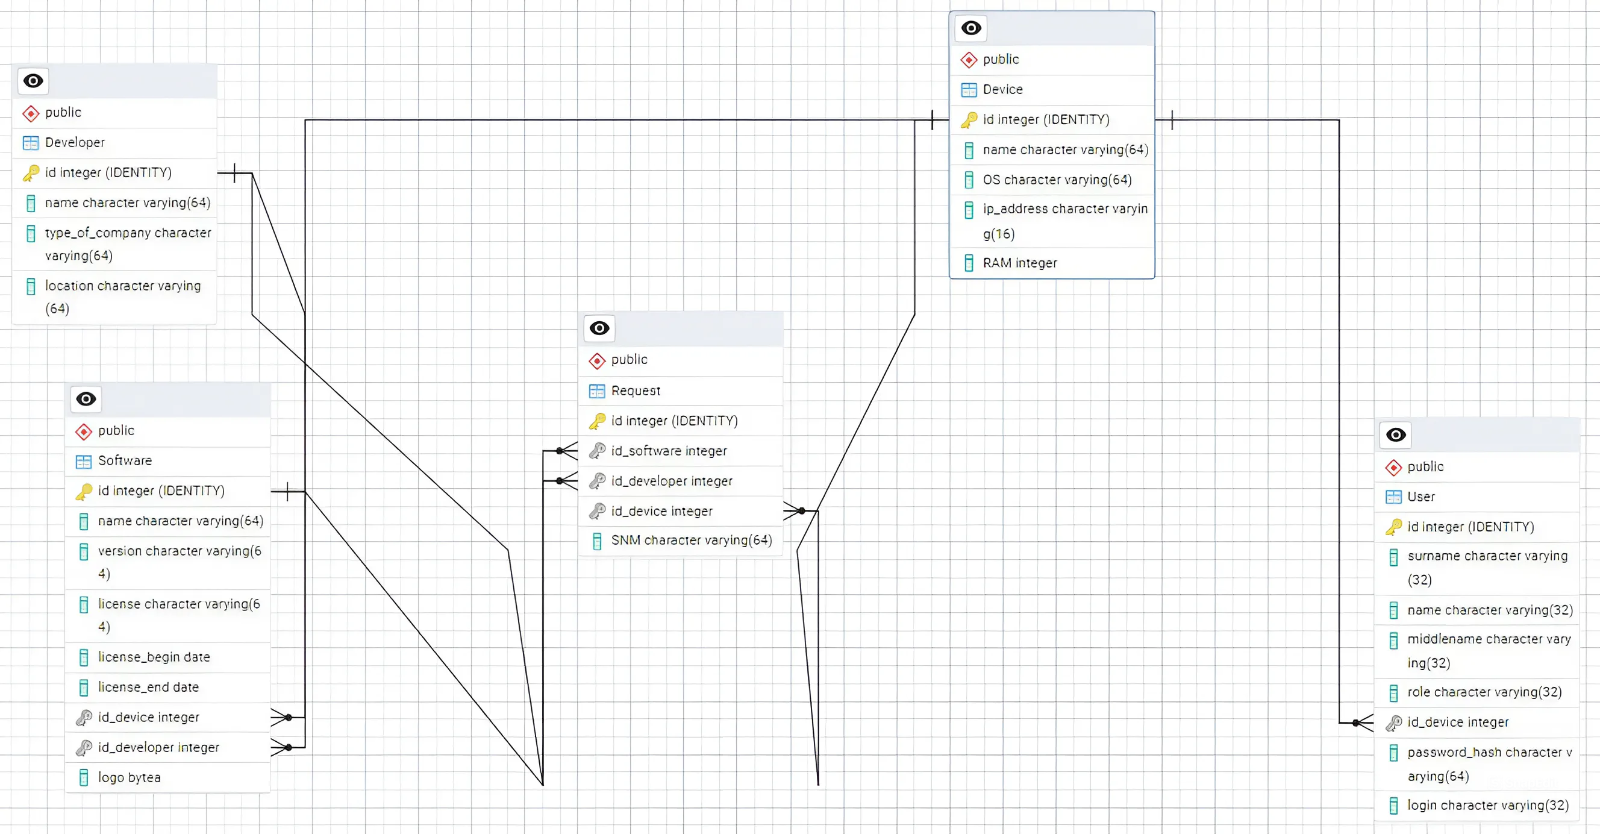 public
Developer
id integer (IDENTITY)
name character varying(64)
type_of_company character
varying(64)
location character varying
(64)
public
Software
id integer (IDENTITY)
name character varying(64)
version character varying(6
4)
license character varying(6
4)
license_begin date
license_end date
id_device integer
id_developer integer
logo bytea
public
Request
id integer (IDENTITY)
id_software integer
id_developer integer
id_device integer
SNM character varying(64)
public
Device
id integer (IDENTITY)
name character varying(64)
OS character varying(64)
ip_address character varyin
g(16)
RAM integer
public
User
id integer (IDENTITY)
surname character varying
(32)
name character varying(32)
middlename character vary
ing(32)
role character varying(32)
id_device integer
password_hash character v
arying(64)
login character varying(32)